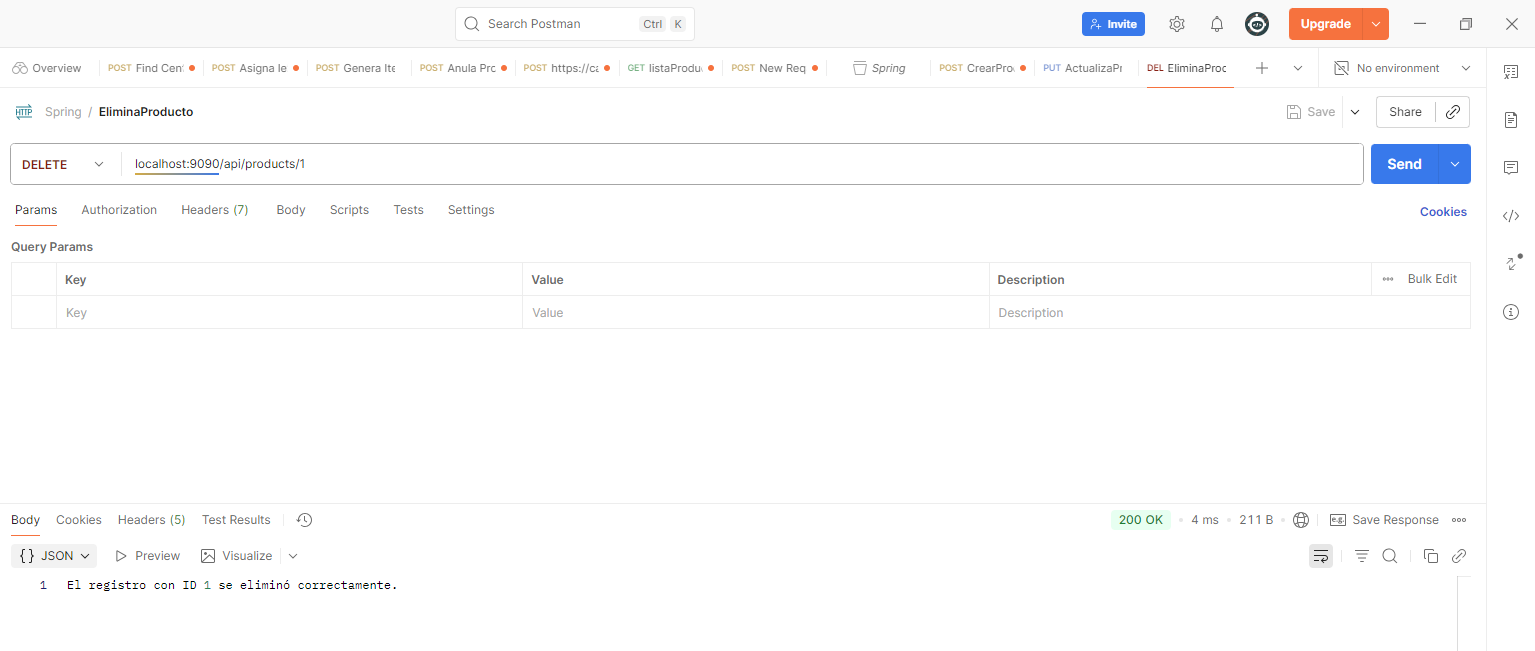 Search Postman Ctrl K Invite Upgrade
Overview POST Find Cen POST Asigna Ie POST Genera Ite POST Anula Prc POST https://ca GET listaProdu POST New Req Spring POST CrearPro PUT ActualizaPr DEL EliminaProc No environment
HTTP Spring / EliminaProducto Save Share
DELETE localhost:9090/api/products/1 Send
Params Authorization Headers (7) Body Scripts Tests Settings Cookies
Query Params
Key Value Description Bulk Edit
Key Value Description
Body Cookies Headers (5) Test Results 200 OK 4 ms 211 B e.g. Save Response
{} JSON Preview Visualize
1 El registro con ID 1 se eliminó correctamente.